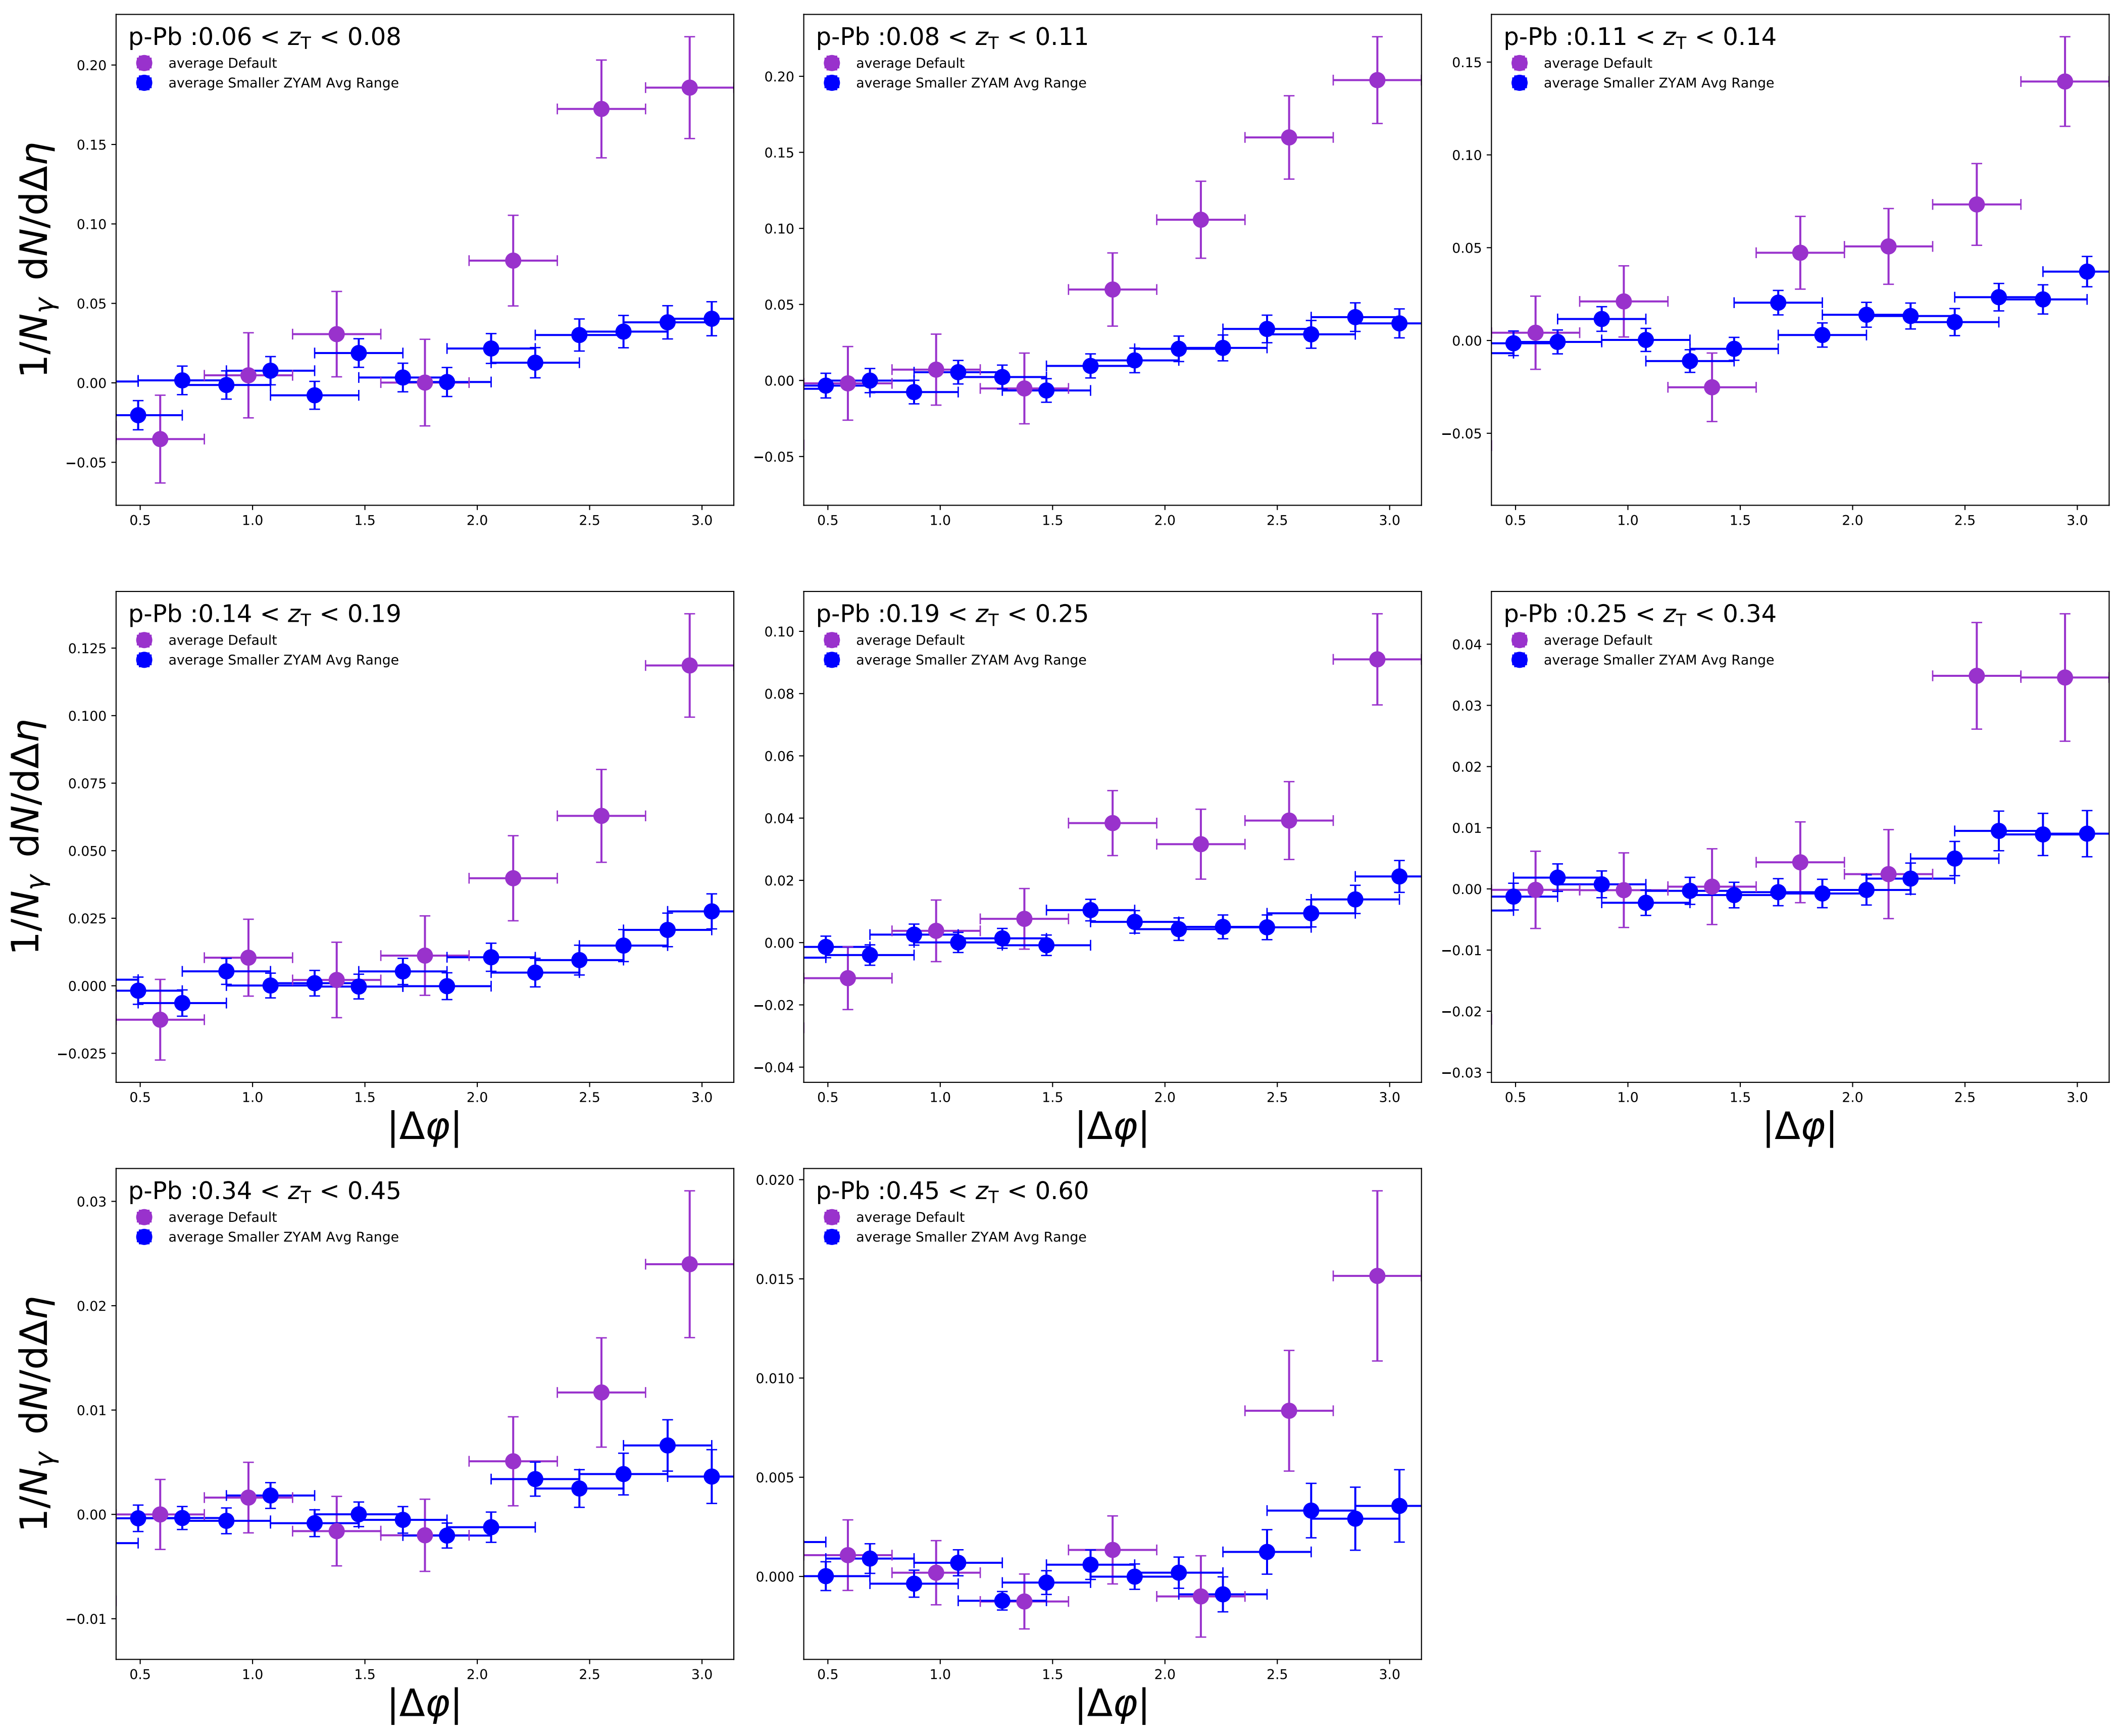 p-Pb :0.06 < zT < 0.08
average Default
average Smaller ZYAM Avg Range
1/Nγ dN/dΔη
0.20
0.15
0.10
0.05
0.00
−0.05
0.5 1.0 1.5 2.0 2.5 3.0
p-Pb :0.08 < zT < 0.11
average Default
average Smaller ZYAM Avg Range
0.20
0.15
0.10
0.05
0.00
−0.05
0.5 1.0 1.5 2.0 2.5 3.0
p-Pb :0.11 < zT < 0.14
average Default
average Smaller ZYAM Avg Range
0.15
0.10
0.05
0.00
−0.05
0.5 1.0 1.5 2.0 2.5 3.0
p-Pb :0.14 < zT < 0.19
average Default
average Smaller ZYAM Avg Range
1/Nγ dN/dΔη
0.125
0.100
0.075
0.050
0.025
0.000
−0.025
0.5 1.0 1.5 2.0 2.5 3.0
|Δφ|
p-Pb :0.19 < zT < 0.25
average Default
average Smaller ZYAM Avg Range
0.10
0.08
0.06
0.04
0.02
0.00
−0.02
−0.04
0.5 1.0 1.5 2.0 2.5 3.0
|Δφ|
p-Pb :0.25 < zT < 0.34
average Default
average Smaller ZYAM Avg Range
0.04
0.03
0.02
0.01
0.00
−0.01
−0.02
−0.03
0.5 1.0 1.5 2.0 2.5 3.0
|Δφ|
p-Pb :0.34 < zT < 0.45
average Default
average Smaller ZYAM Avg Range
1/Nγ dN/dΔη
0.03
0.02
0.01
0.00
−0.01
0.5 1.0 1.5 2.0 2.5 3.0
|Δφ|
p-Pb :0.45 < zT < 0.60
average Default
average Smaller ZYAM Avg Range
0.020
0.015
0.010
0.005
0.000
0.5 1.0 1.5 2.0 2.5 3.0
|Δφ|